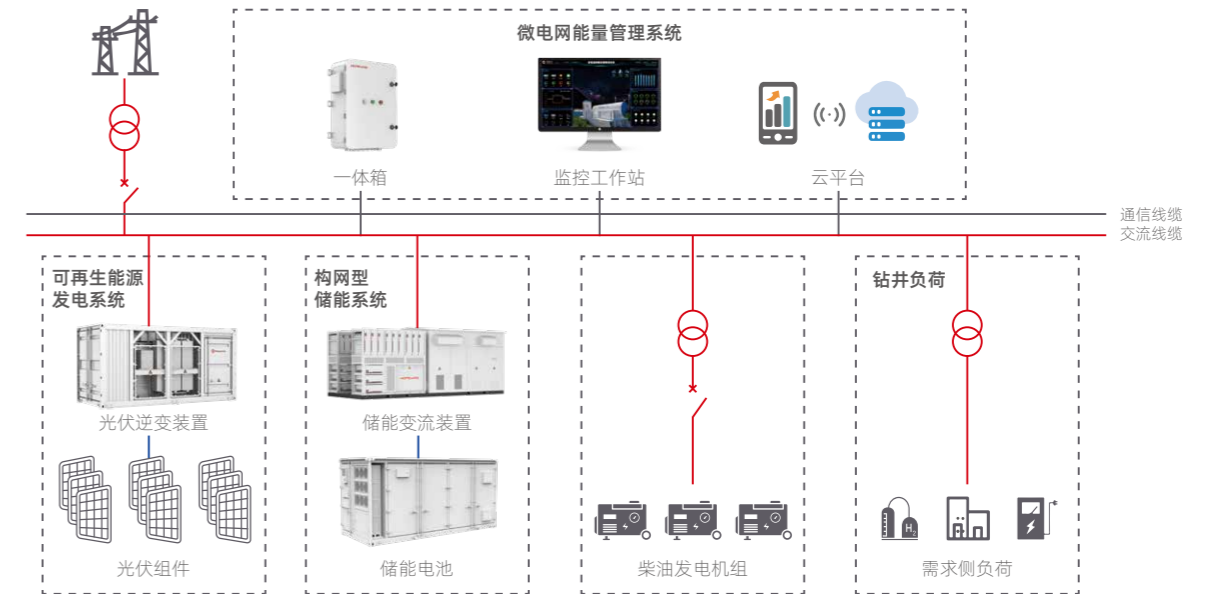 微电网能量管理系统
一体箱
监控工作站
云平台
通信线缆
交流线缆
可再生能源
发电系统
构网型
储能系统
钻井负荷
光伏逆变装置
储能变流装置
H₂
光伏组件
储能电池
柴油发电机组
需求侧负荷